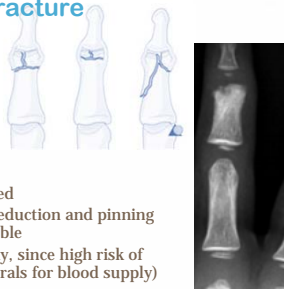 racture
ed
eduction and pinning
ble
y, since high risk of
rals for blood supply)